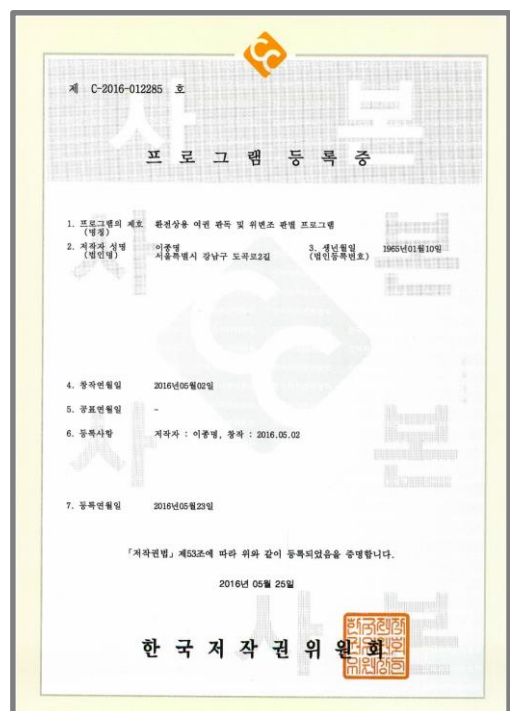 제 C-2016-012285 호
프로그램 등록증
1. 프로그램의 제호 환전상용 여권 판독 및 위변조 판별 프로그램
(명칭)
2. 저작자 성명 이종명 3. 생년월일 1965년01월10일
(법인명) 서울특별시 강남구 도곡로2길 (법인등록번호)
4. 창작연월일 2016년05월02일
5. 공표연월일 -
6. 등록사항 저작자 : 이종명, 창작 : 2016.05.02
7. 등록연월일 2016년05월23일
「저작권법」 제53조에 따라 위와 같이 등록되었음을 증명합니다.
2016년 05월 25일
한국저작권위원회
사본
사본
사본
사본